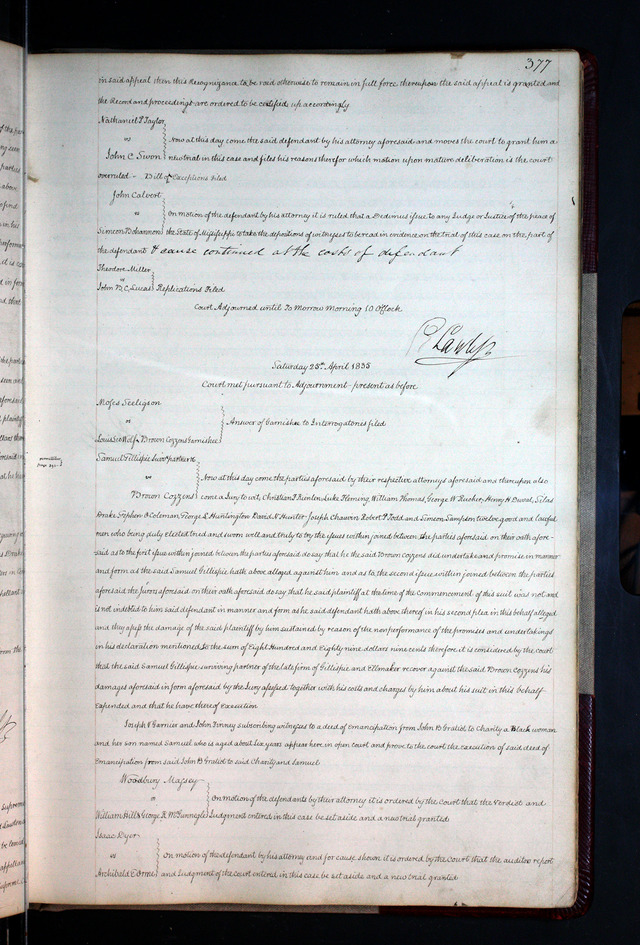 377
in said appeal then this Recognizance to be void otherwise to remain in full force thereupon the said appeal is granted and
the Record and proceedings are ordered to be certified up accordingly
Nathaniel P Taylor
vs
Now at this day come the said defendant by his attorney aforesaid and moves the court to grant him a
John C. Swon new trial in this case and files his reasons therefor which motion upon mature deliberation is the court
overruled - Bill of Exceptions Filed
John Calvert
vs
on motion of the defendant by his attorney it is ruled that a Dedimus issue to any Judge or Justice of the peace of
Simeon Bohannon the State of Mississippi to take the depositions of witnesses to be read in evidence on the trial of this case on the part of
the defendant & cause continued at the costs of defendant
Theodore Miller
vs
John B. C. Lucas Replications Filed
Court Adjourned until To Morrow Morning 10 OClock
Saturday 25th April 1835
Court met pursuant to Adjournment present as before
Moses Seeligson
vs
Answer of Garnishee to Interrogatories filed
Brown Cozzens Garnishee
Samuel Gillispie
vs
Now at this day come the parties aforesaid by their respective attorneys aforesaid and thereupon also
Brown Cozzens come a Jury to wit, Christian Luke Fleming, William Thomas, George W Rucker, Henry H Duval, Silas
Drake Stephen O Coleman, George L Huntington David N Hunter Joseph Robert P Todd and Simeon twelve good and lawful
men who being duly elected tried and sworn well and truly to try the issues within joined between the parties aforesaid on their oath afore-
said as to the first issue within joined between the parties aforesaid do say that he the said Brown Cozzens did undertake and promise in manner
and form as the said Samuel Gillispie hath above alleged against him and as to the second issue within joined between the parties
aforesaid the Jurors aforesaid on their oath aforesaid do say that he said plaintiff at the time of the commencement of this suit was not and
is not indebted to him said defendant in manner and form as he said defendant hath above thereof in his second plea in this behalf alleged
and they assess the damage of the said plaintiff by him sustained by reason of the nonperformance of the promises and undertakings
in his declaration mentioned to the sum of Eight Hundred and Eighty nine dollars nine cents therefore it is considered by the court
that the said Samuel Gillispie surviving partner of the late firm of Gillispie and Ellmaker recover against the said Brown Cozzens his
damages aforesaid in form aforesaid by the Jury assessed together with his costs and charges by him about his suit in this behalf
expended and that he have thereof Execution
Joseph V Garnier and John Finney subscribing witnesses to a deed of emancipation from John B Gratiot to Charity a Black woman
and her son named Samuel who is aged about six years appear here in open court and prove to the court the execution of said deed of
Emancipation from said John B Gratiot to said Charity and Samuel
Woodbury Massey
vs
on motion of the defendants by their attorney it is ordered by the Court that the Verdict and
William Hill & George R McGunnegle Judgment entered in this case be set aside and a new trial granted
Isaac Dyer
vs
on motion of the defendant by his attorney and for cause shown it is ordered by the Court that the auditors report
Archibald E Orme and Judgment of the court entered in this case be set aside and a new trial granted